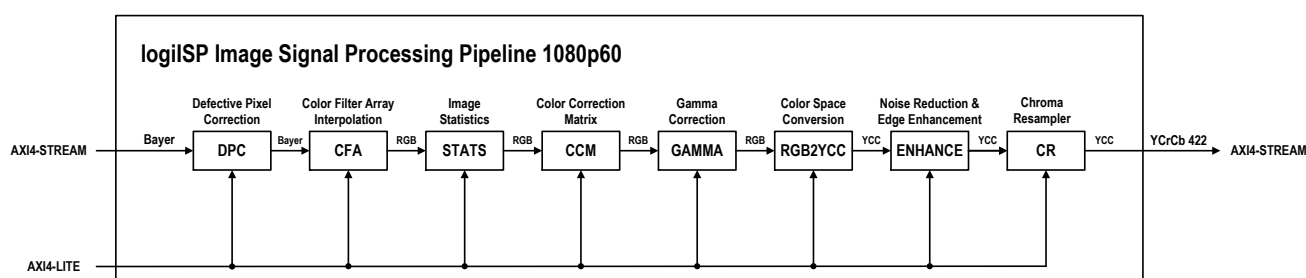 logiISP Image Signal Processing Pipeline 1080p60
Defective Pixel
Correction
Color Filter Array
Interpolation
Image
Statistics
Color Correction
Matrix
Gamma
Correction
Color Space
Conversion
Noise Reduction &
Edge Enhancement
Chroma
Resampler
AXI4-STREAM
Bayer
DPC
Bayer
CFA
RGB
STATS
RGB
CCM
RGB
GAMMA
RGB
RGB2YCC
YCC
ENHANCE
YCC
CR
YCC
YCrCb 422
AXI4-STREAM
AXI4-LITE